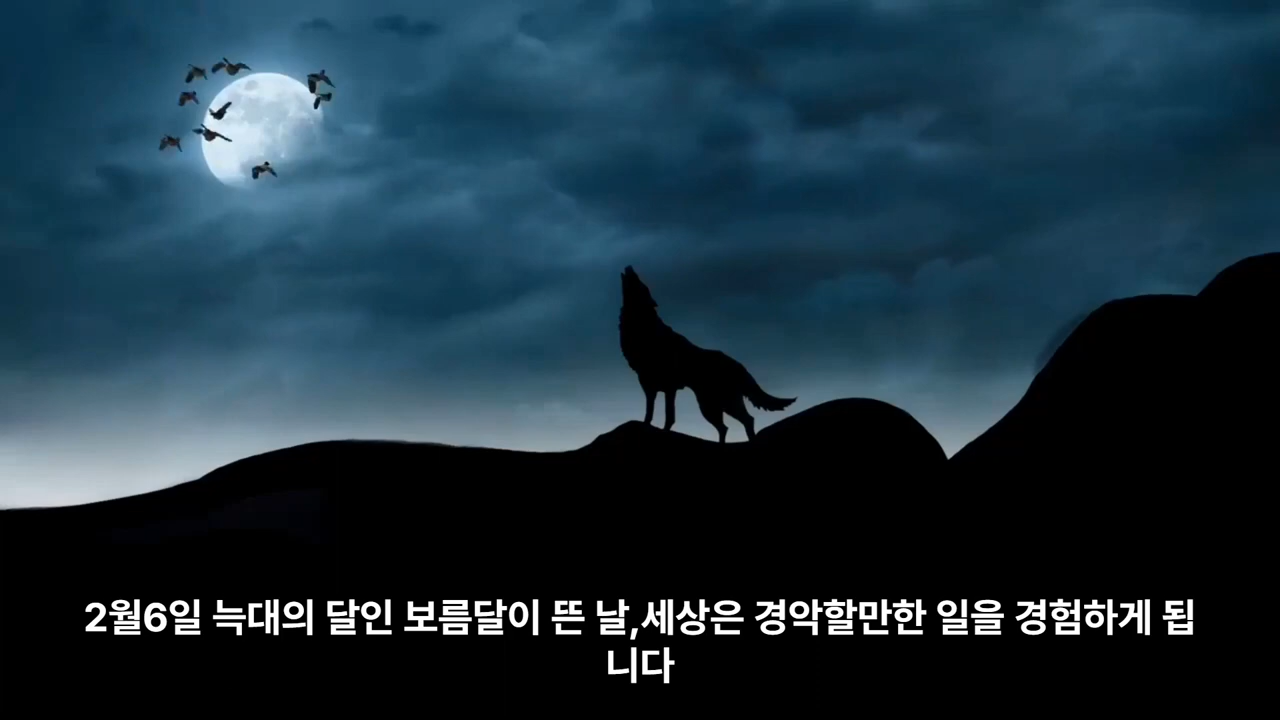 2월6일 늑대의 달인 보름달이 뜬 날,세상은 경악할만한 일을 경험하게 됩
니다